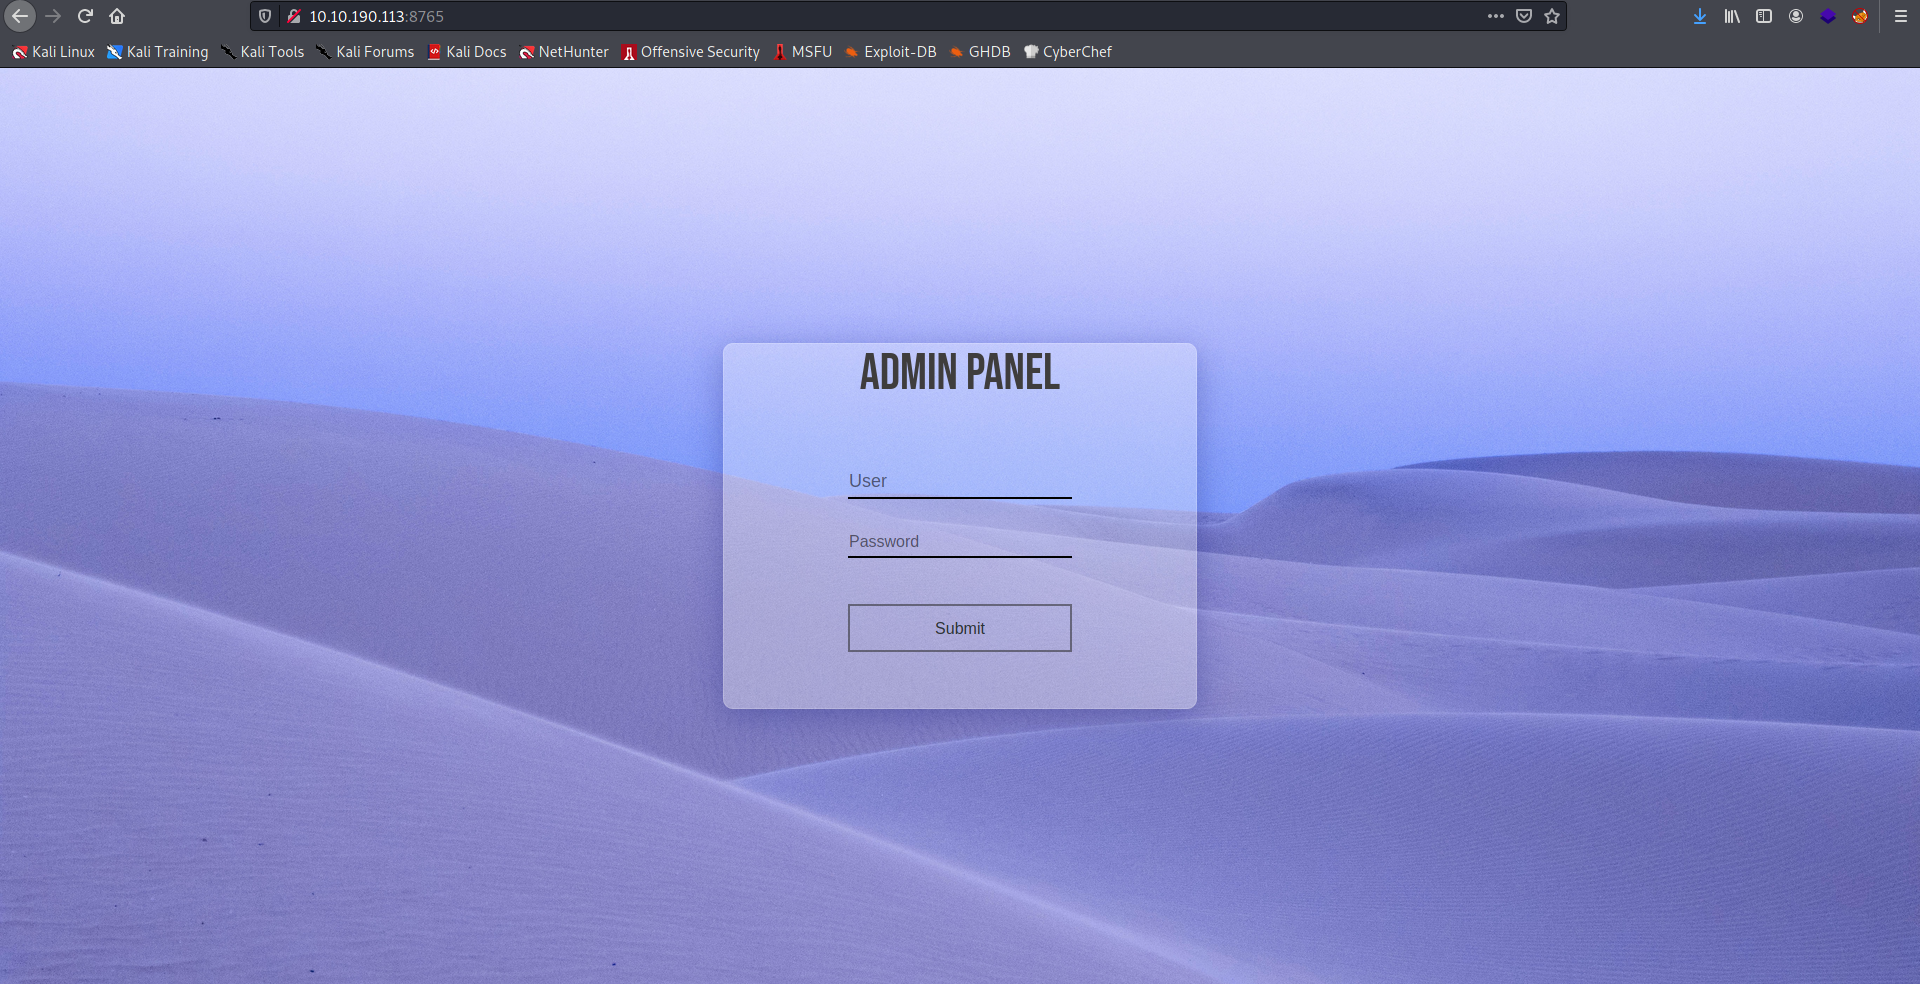 10.10.190.113:8765
Kali Linux Kali Training Kali Tools Kali Forums Kali Docs NetHunter Offensive Security MSFU Exploit-DB GHDB CyberChef
ADMIN PANEL
User
Password
Submit